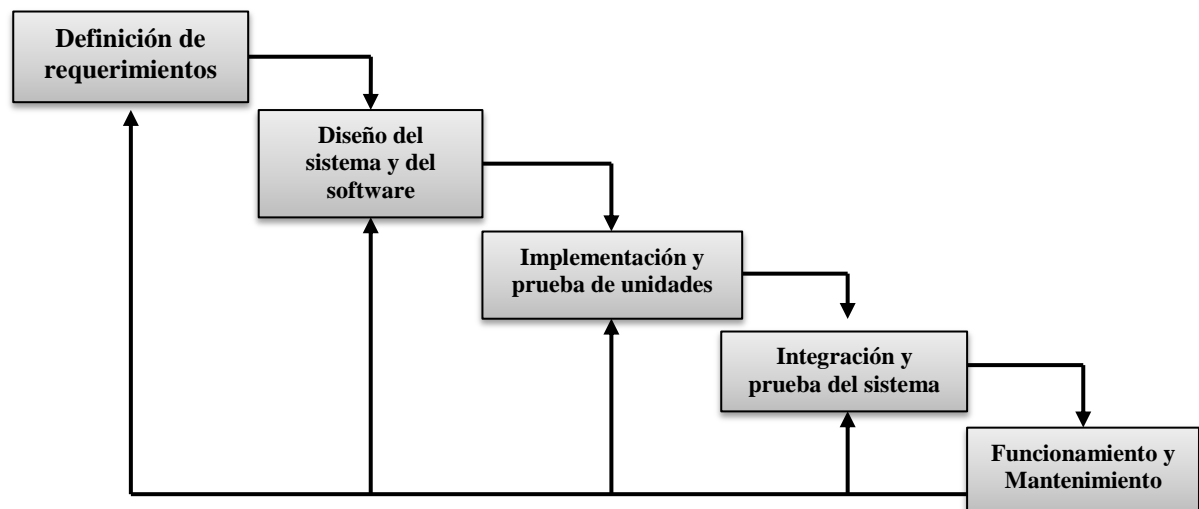 Definición de
requerimientos
Diseño del
sistema y del
software
Implementación y
prueba de unidades
Integración y
prueba del sistema
Funcionamiento y
Mantenimiento